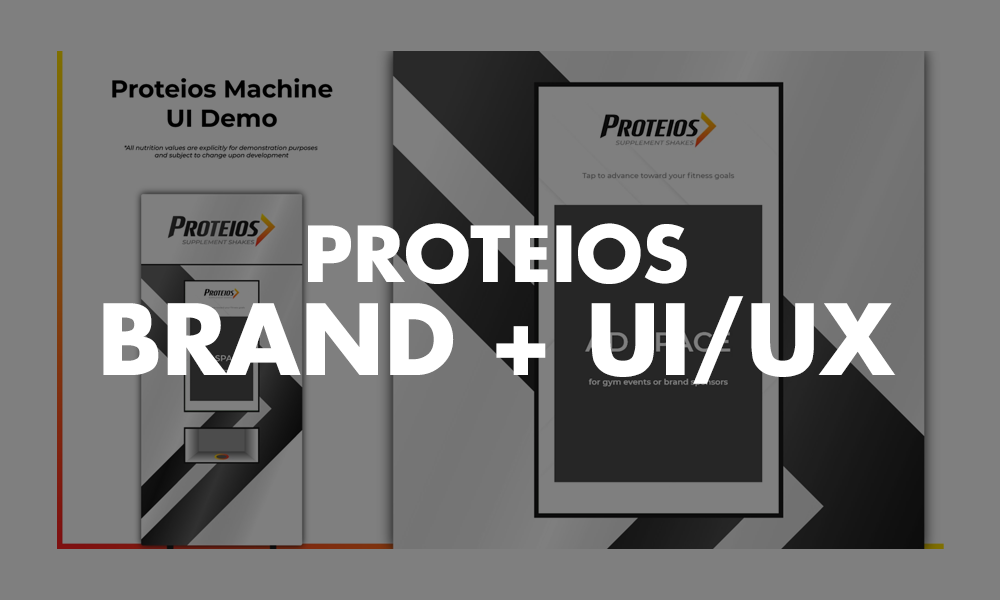 Proteios Machine
UI Demo
*All nutrition values are explicitly for demonstration purposes
and subject to change upon development
PROTEIOS
SUPPLEMENT SHAKES
PROTEIOS
PROTEIOS
SUPPLEMENT SHAKES
Tap to advance toward your fitness goals
AD SPACE
for gym events or brand sponsors
PROTEIOS
BRAND + UI/UX